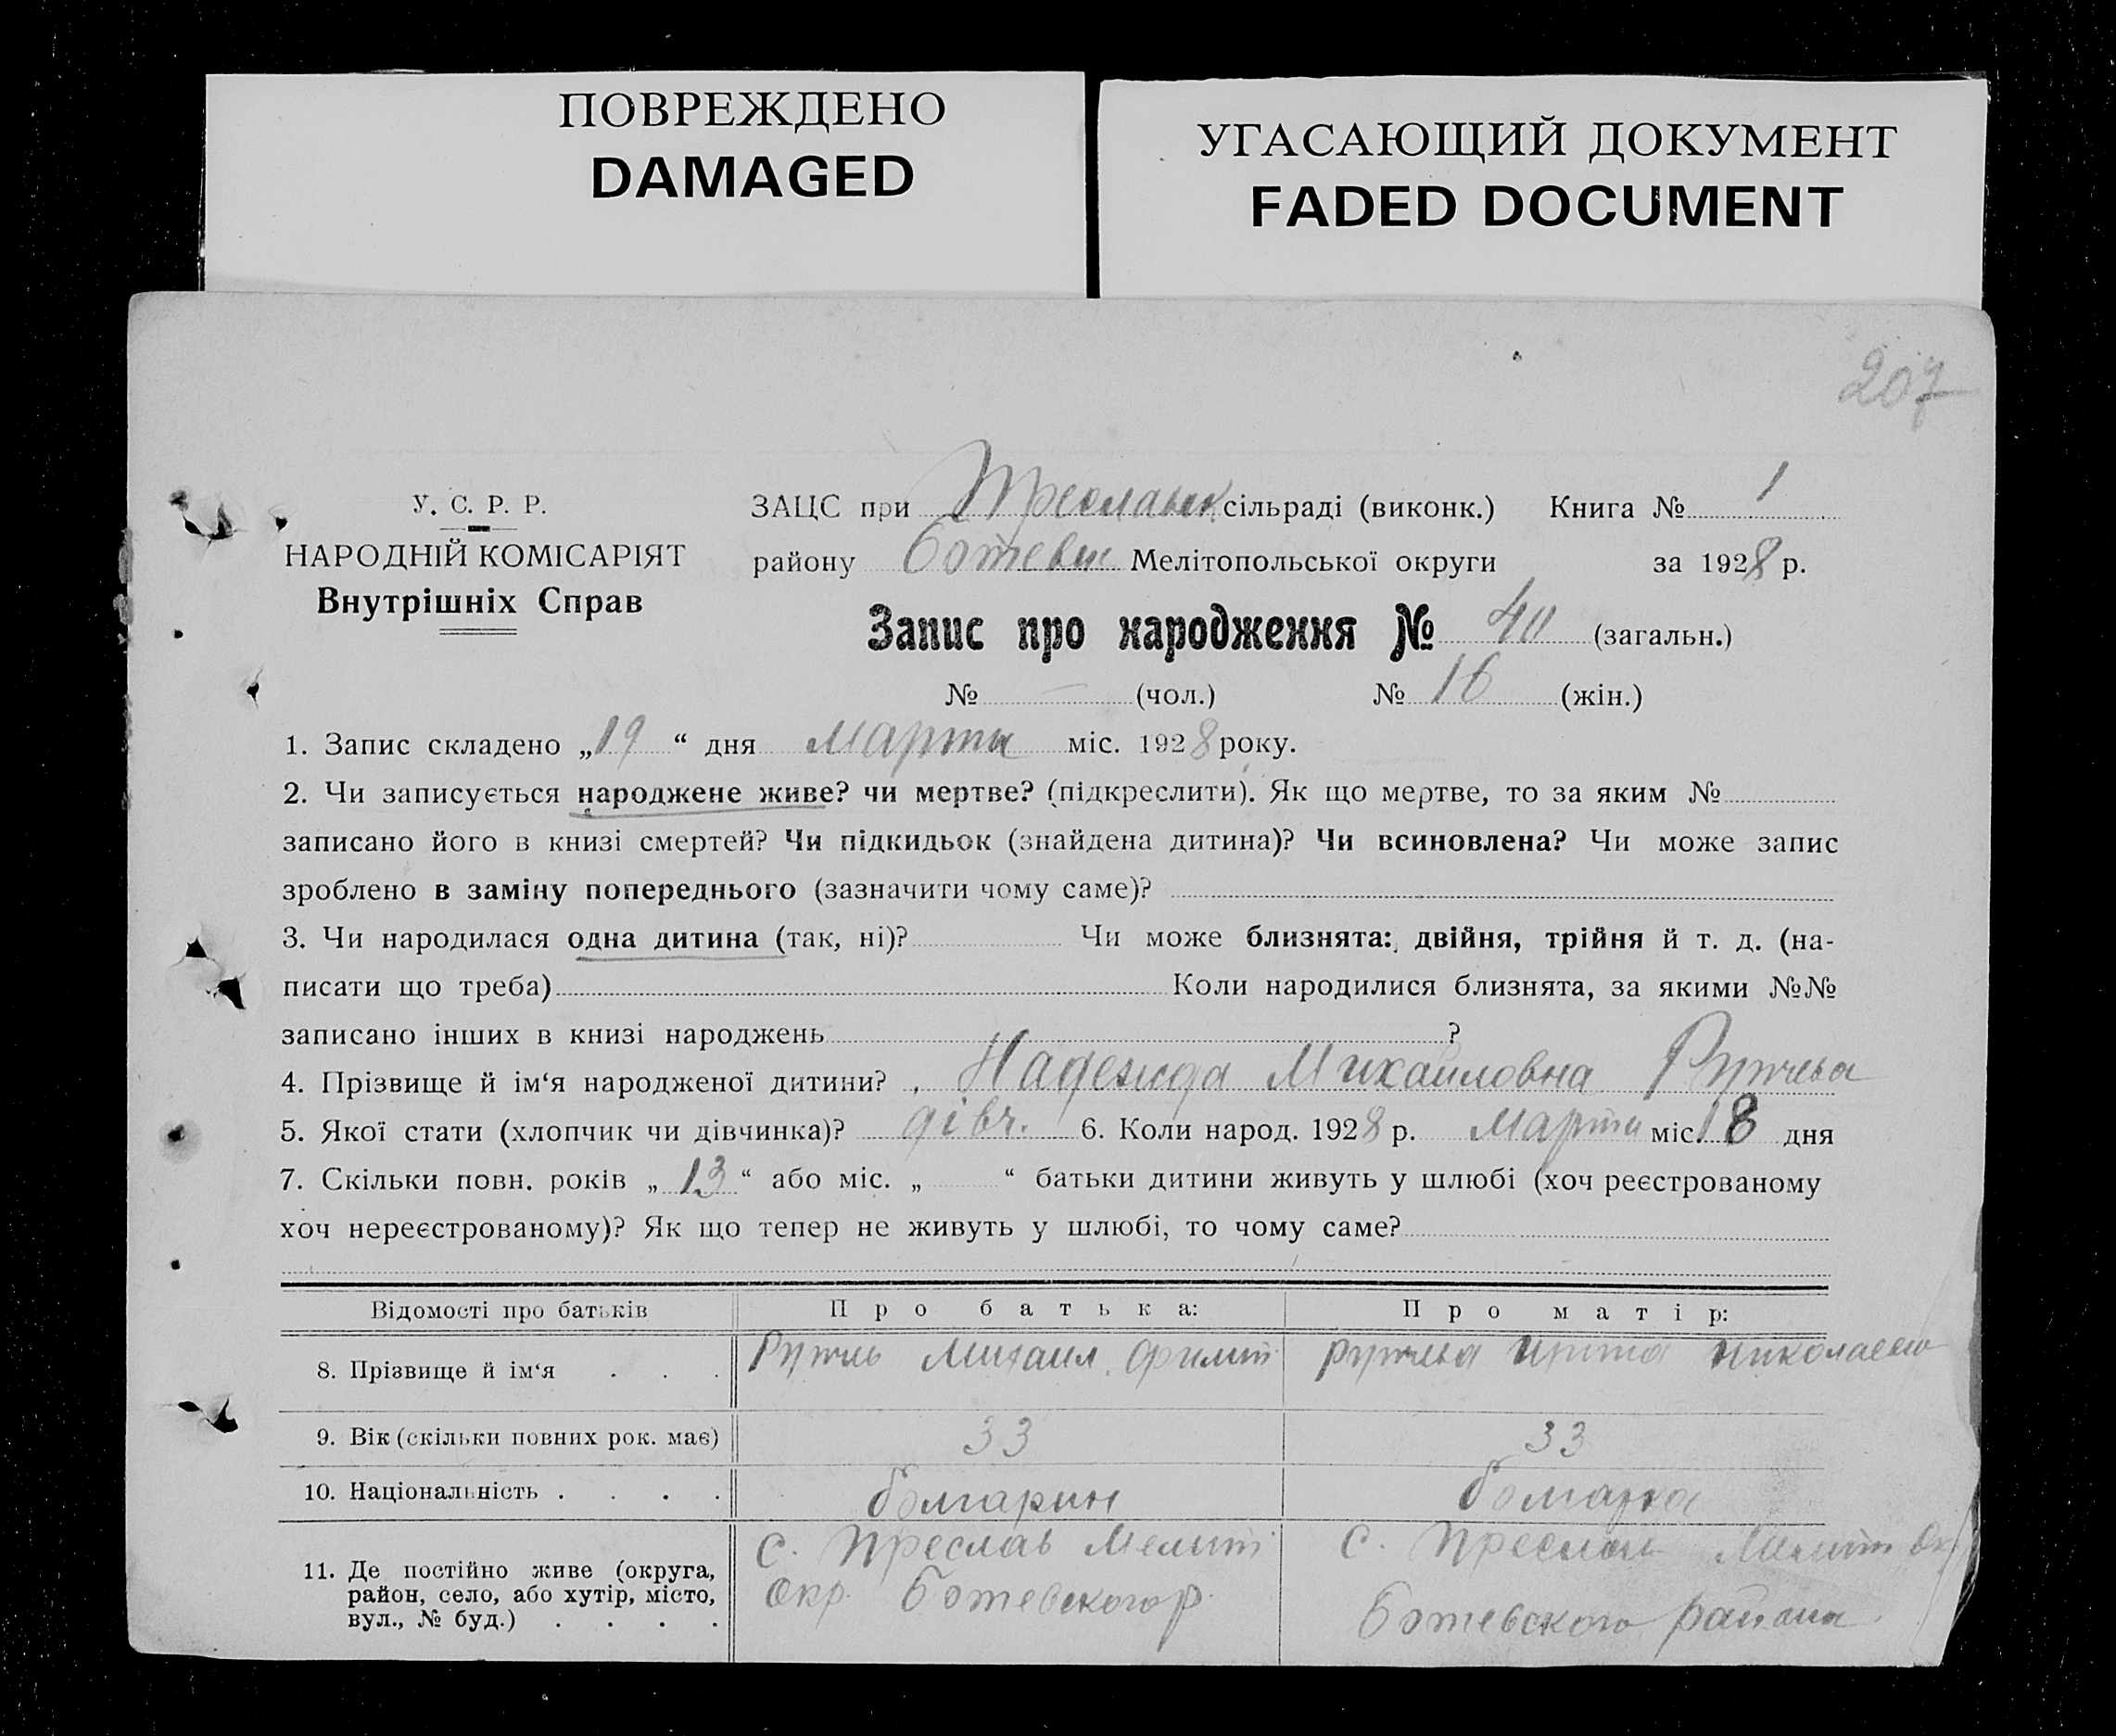 ПОВРЕЖДЕНО
DAMAGED
УГАСАЮЩИЙ ДОКУМЕНТ
FADED DOCUMENT
207
У. С. Р. Р.
НАРОДНІЙ КОМІСАРІЯТ
Внутрішніх Справ
ЗАЦС при Преславск сільраді (виконк.) Книга № 1
району Ботевск Мелітопольської округи за 1928 р.
Запис про народження № 40 (загальн.)
№ — (чол.) № 16 (жін.)
1. Запис складено „19“ дня Марта міс. 1928 року.
2. Чи записується народжене живе? чи мертве? (підкреслити). Як що мертве, то за яким №
записано його в книзі смертей? Чи підкидьок (знайдена дитина)? Чи всиновлена? Чи може запис
зроблено в заміну попереднього (зазначити чому саме)?
3. Чи народилася одна дитина (так, ні)? Чи може близнята: двійня, трійня й т. д. (на-
писати що треба) Коли народилися близнята, за якими №№
записано інших в книзі народжень ?
4. Прізвище й ім‘я народженої дитини? Надежда Михайловна
5. Якої стати (хлопчик чи дівчинка)? дівч. 6. Коли народ. 1928 р. Марта міс. 18 дня
7. Скільки повн. років „13“ або міс. „ “ батьки дитини живуть у шлюбі (хоч реєстрованому
хоч нереєстрованому)? Як що тепер не живуть у шлюбі, то чому саме?
Відомості про батьків Про батька: Про матір:
8. Прізвище й ім‘я . . . Михаил Филип
9. Вік (скільки повних рок. має) 33 33
10. Національність . . . . болгарин болгарка
11. Де постійно живе (округа,
район, село, або хутір, місто,
вул., № буд.) . . . .
с. Преслав Мелит
окр. Ботевского р.
с. Преслав Мелит ок
Ботевского района